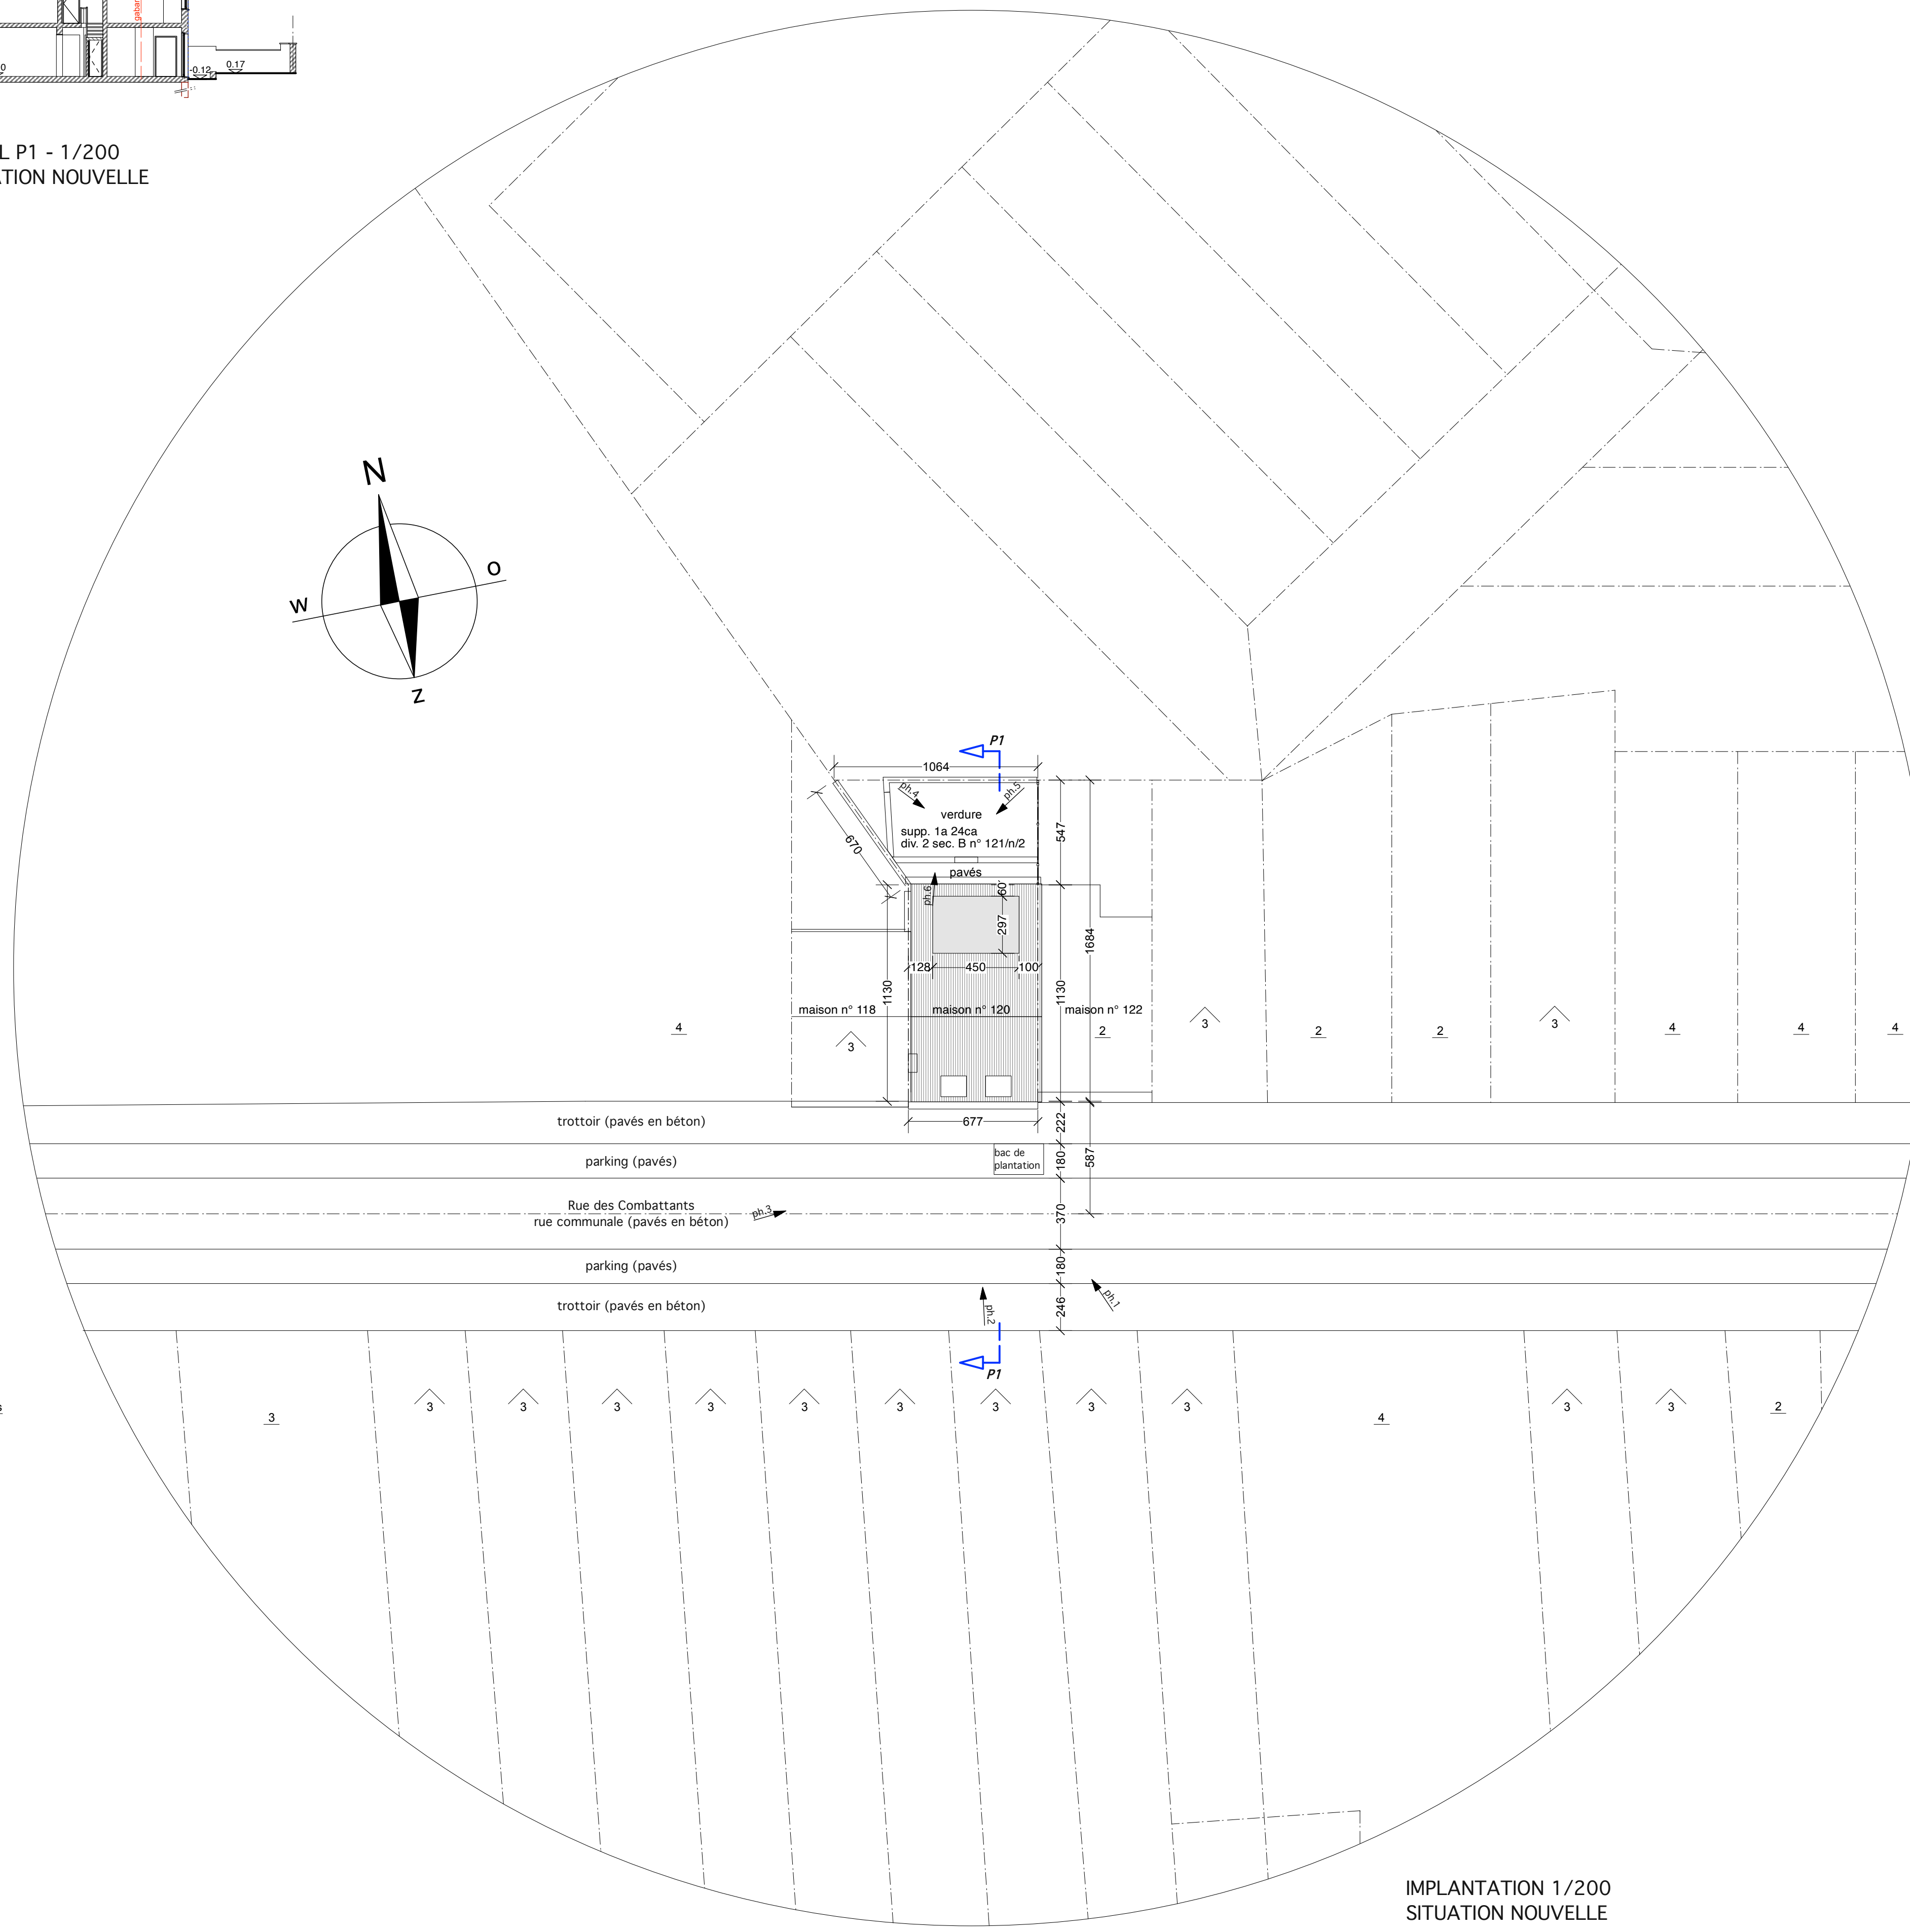 gabar
0
-0.12
0.17
L P1 - 1/200
ATION NOUVELLE
N
W
O
Z
P1
1064
ph.4
ph.5
verdure
supp. 1a 24ca
div. 2 sec. B n° 121/n/2
670
547
pavés
ph.6
60
297
1684
128
450
100
1130
1130
maison n° 118
maison n° 120
maison n° 122
4
3
2
3
2
2
3
4
4
4
trottoir (pavés en béton)
677
222
parking (pavés)
bac de
plantation
180
587
Rue des Combattants
rue communale (pavés en béton)
ph.3
370
parking (pavés)
180
trottoir (pavés en béton)
ph.2
246
ph.1
P1
3
3
3
3
3
3
3
3
3
3
4
3
3
2
IMPLANTATION 1/200
SITUATION NOUVELLE